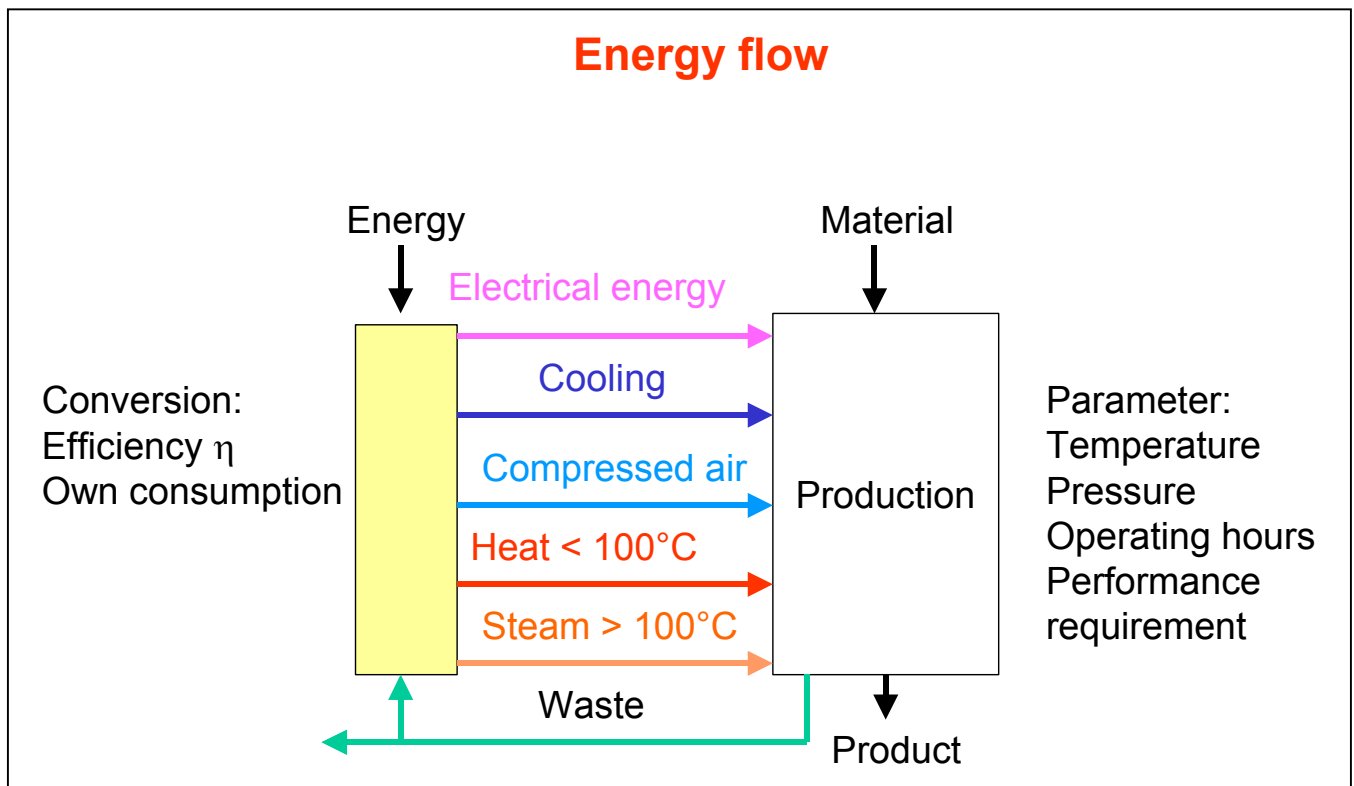 Energy flow
Energy
Material
Electrical energy
Cooling
Compressed air
Heat < 100°C
Steam > 100°C
Waste
Conversion:
Efficiency η
Own consumption
Production
Parameter:
Temperature
Pressure
Operating hours
Performance
requirement
Product